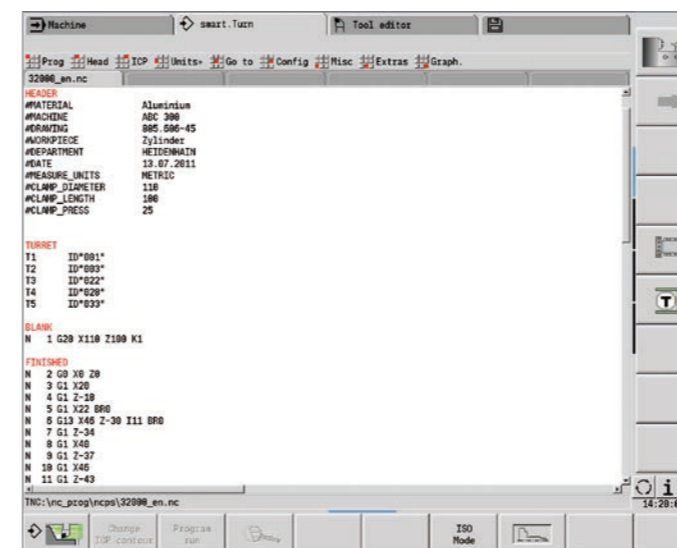 Machine smart.Turn Tool editor
Prog Head ICP Units» Go to Config Misc Extras Graph.
32000_en.nc
HEADER
#MATERIAL Aluminium
#MACHINE ABC 300
#DRAWING 805.606-45
#WORKPIECE Zylinder
#DEPARTMENT HEIDENHAIN
#DATE 13.07.2011
#MEASURE_UNITS METRIC
#CLAMP_DIAMETER 110
#CLAMP_LENGTH 100
#CLAMP_PRESS 25
TURRET
T1 ID"001"
T2 ID"003"
T3 ID"022"
T4 ID"020"
T5 ID"033"
BLANK
N 1 G20 X110 Z100 K1
FINISHED
N 2 G0 X0 Z0
N 3 G1 X20
N 4 G1 Z-10
N 5 G1 X22 BR0
N 6 G13 X46 Z-30 I11 BR0
N 7 G1 Z-34
N 8 G1 X40
N 9 G1 Z-37
N 10 G1 X46
N 11 G1 Z-43
TNC:\nc_prog\ncps\32000_en.nc
14:20:
Change ICP contour
Program run
ISO Mode
T
i